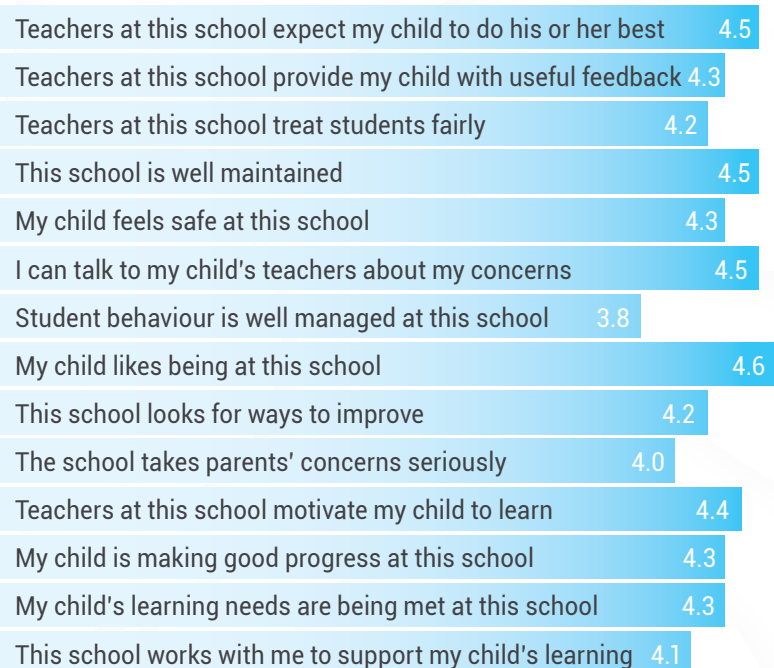 Teachers at this school expect my child to do his or her best 4.5
Teachers at this school provide my child with useful feedback 4.3
Teachers at this school treat students fairly 4.2
This school is well maintained 4.5
My child feels safe at this school 4.3
I can talk to my child's teachers about my concerns 4.5
Student behaviour is well managed at this school 3.8
My child likes being at this school 4.6
This school looks for ways to improve 4.2
The school takes parents' concerns seriously 4.0
Teachers at this school motivate my child to learn 4.4
My child is making good progress at this school 4.3
My child's learning needs are being met at this school 4.3
This school works with me to support my child's learning 4.1